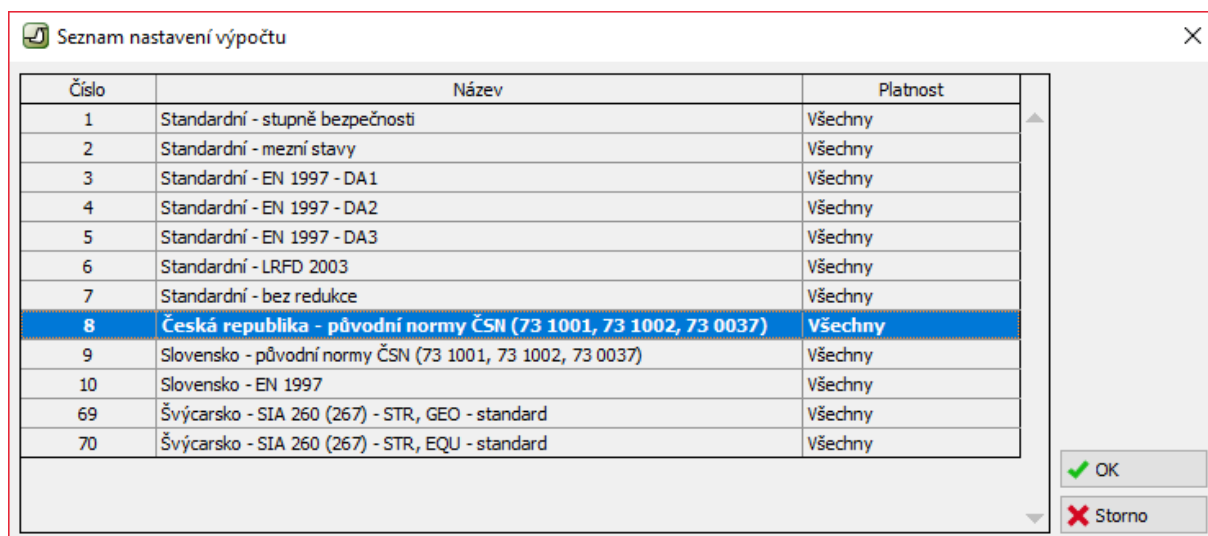 Seznam nastavení výpočtu
Číslo Název Platnost
1 Standardní - stupně bezpečnosti Všechny
2 Standardní - mezní stavy Všechny
3 Standardní - EN 1997 - DA1 Všechny
4 Standardní - EN 1997 - DA2 Všechny
5 Standardní - EN 1997 - DA3 Všechny
6 Standardní - LRFD 2003 Všechny
7 Standardní - bez redukce Všechny
8 Česká republika - původní normy ČSN (73 1001, 73 1002, 73 0037) Všechny
9 Slovensko - původní normy ČSN (73 1001, 73 1002, 73 0037) Všechny
10 Slovensko - EN 1997 Všechny
69 Švýcarsko - SIA 260 (267) - STR, GEO - standard Všechny
70 Švýcarsko - SIA 260 (267) - STR, EQU - standard Všechny
OK
Storno